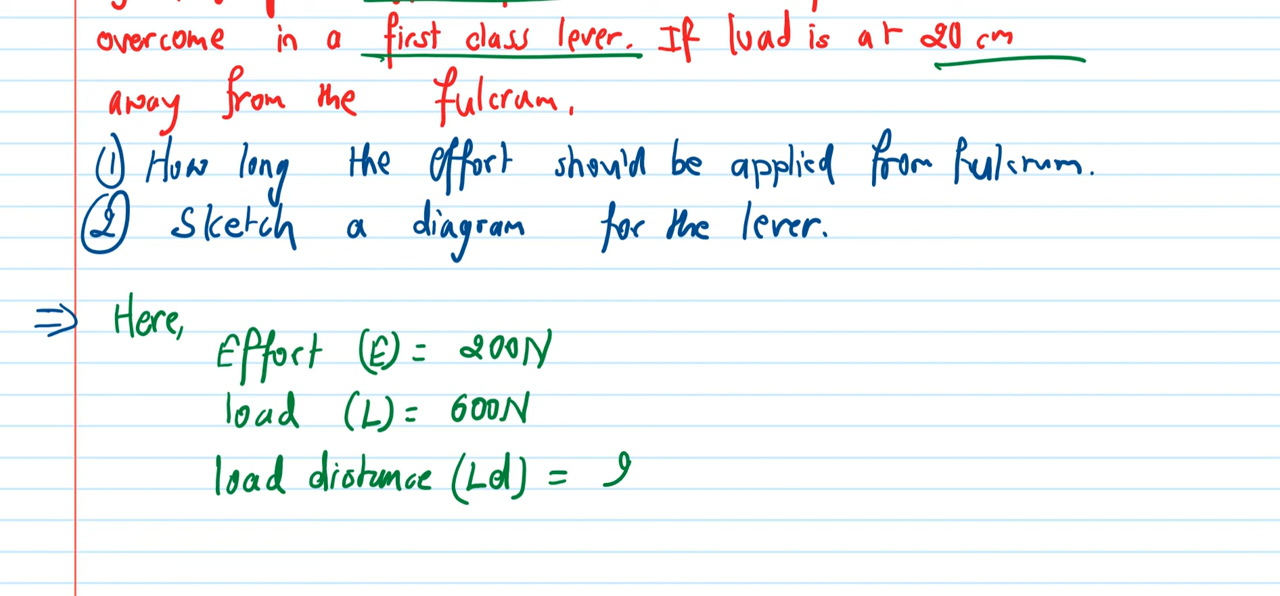 overcome in a first class lever. If load is at 20 cm
away from the fulcrum.
① How long the effort should be applied from fulcrum.
② Sketch a diagram for the lever.
⇒ Here,
Effort (E) = 200N
load (L) = 600N
load distance (Ld) =